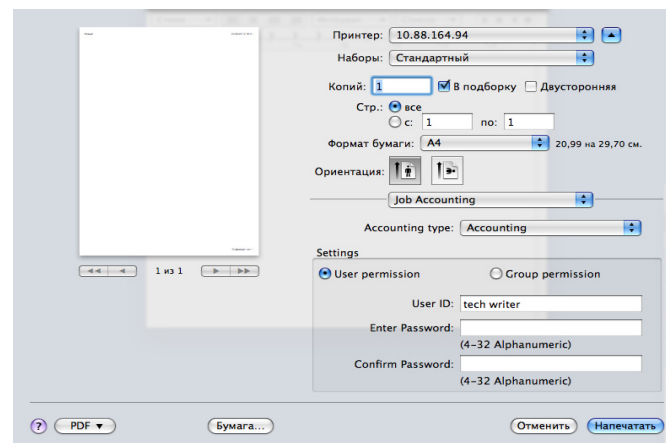 Принтер: 10.88.164.94
Наборы: Стандартный
Копий: 1 В подборку Двусторонняя
Стр.: все
с: 1 по: 1
Формат бумаги: A4 20,99 на 29,70 см.
Ориентация:
Job Accounting
Accounting type: Accounting
Settings
User permission Group permission
User ID: tech writer
Enter Password:
(4–32 Alphanumeric)
Confirm Password:
(4–32 Alphanumeric)
1 из 1
? PDF ▼ Бумага... Отменить Напечатать